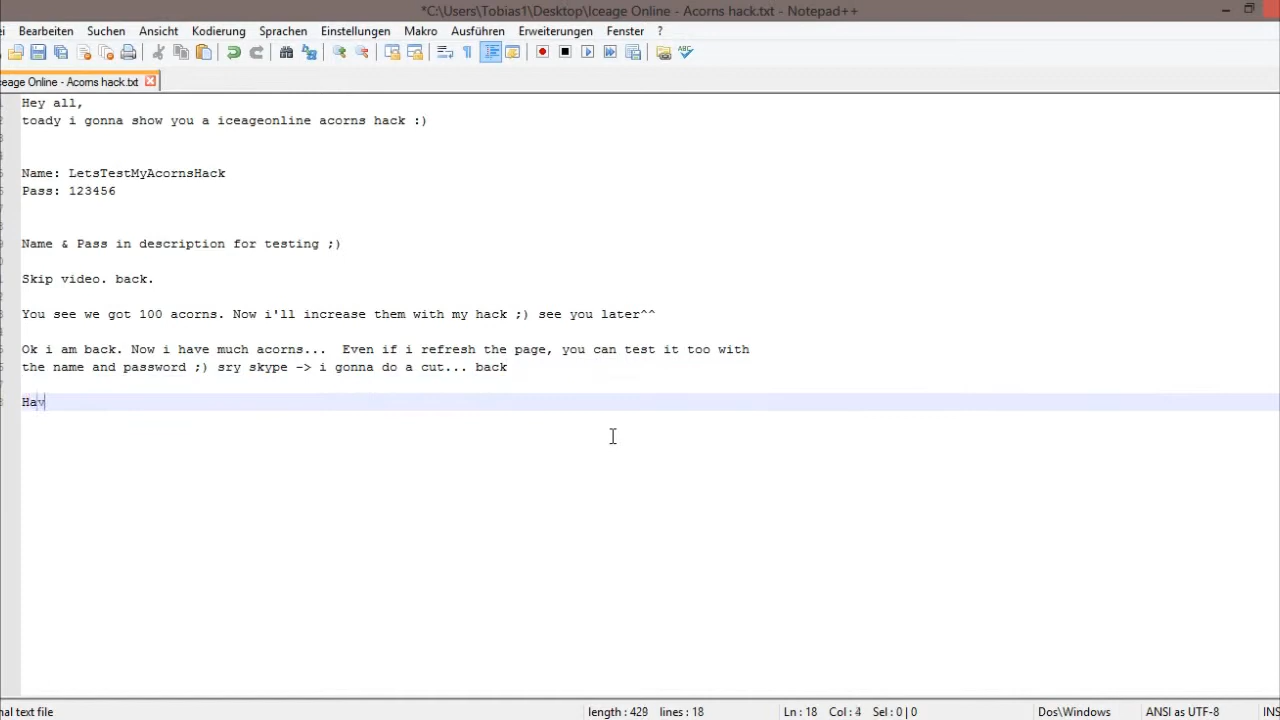 *C:\Users\Tobias1\Desktop\Iceage Online - Acorns hack.txt - Notepad++
Bearbeiten Suchen Ansicht Kodierung Sprachen Einstellungen Makro Ausführen Erweiterungen Fenster ?
ceage Online - Acorns hack.txt
Hey all,
toady i gonna show you a iceageonline acorns hack :)
Name: LetsTestMyAcornsHack
Pass: 123456
Name & Pass in description for testing ;)
Skip video. back.
You see we got 100 acorns. Now i'll increase them with my hack ;) see you later^^
Ok i am back. Now i have much acorns...  Even if i refresh the page, you can test it too with
the name and password ;) sry skype -> i gonna do a cut... back
Hav
nal text file length : 429 lines : 18 Ln : 18 Col : 4 Sel : 0 | 0 Dos\Windows ANSI as UTF-8 INS